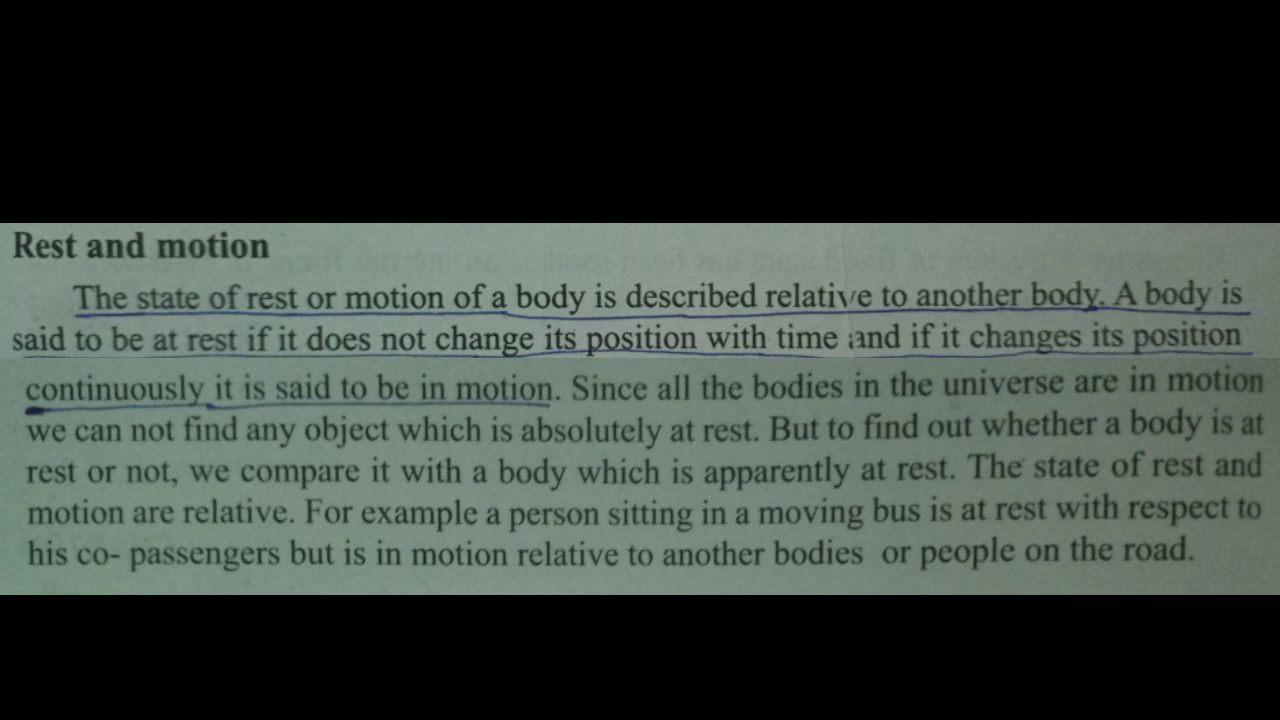 Rest and motion
The state of rest or motion of a body is described relative to another body. A body is
said to be at rest if it does not change its position with time and if it changes its position
continuously it is said to be in motion. Since all the bodies in the universe are in motion
we can not find any object which is absolutely at rest. But to find out whether a body is at
rest or not, we compare it with a body which is apparently at rest. The state of rest and
motion are relative. For example a person sitting in a moving bus is at rest with respect to
his co- passengers but is in motion relative to another bodies or people on the road.